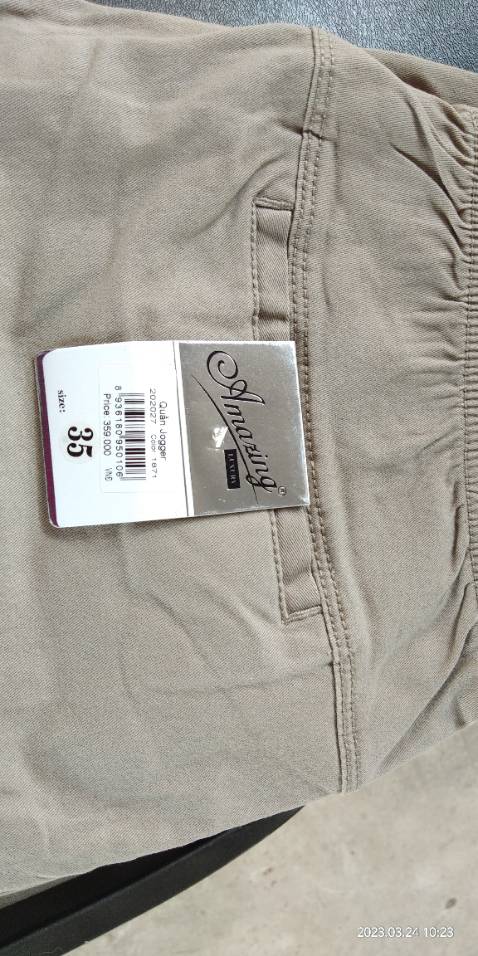 Amazing
LUXURY
Quần Jogger
202027 Color 1871
8 936180 950106
Price 359.000 VNĐ
size: 35
2023.03.24 10:23